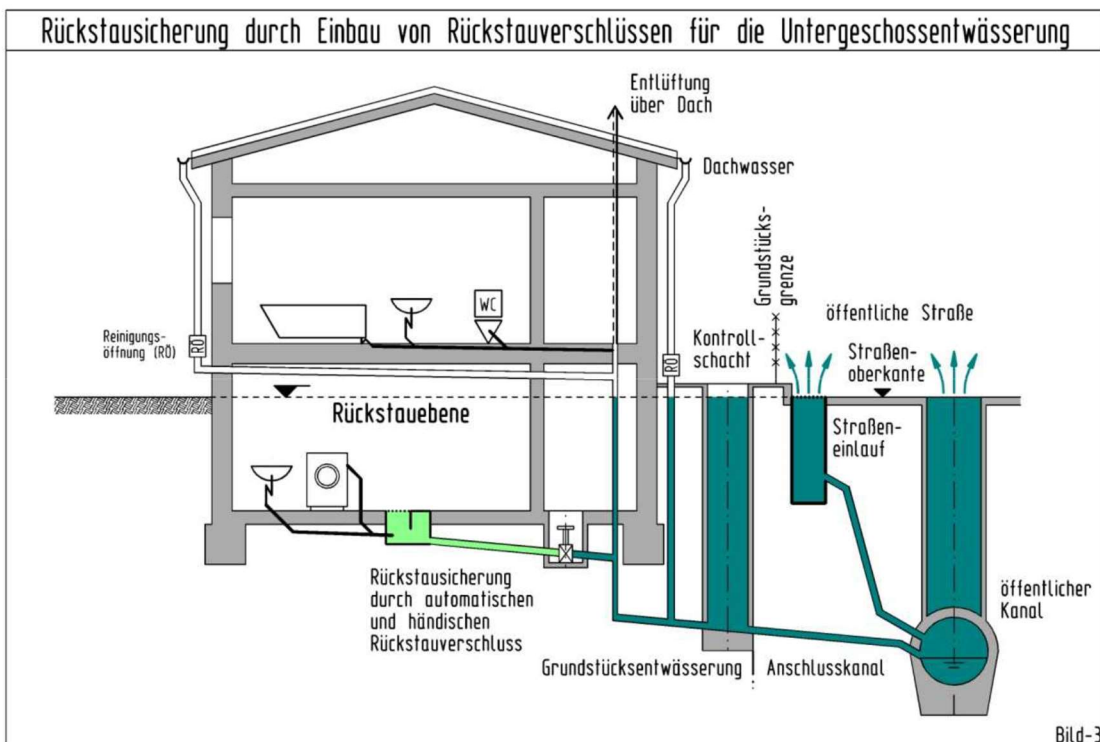 Rückstausicherung durch Einbau von Rückstauverschlüssen für die Untergeschossentwässerung
Entlüftung
über Dach
Dachwasser
Grundstücks-
grenze
WC
Reinigungs-
öffnung (RÖ)
RÖ
RÖ
Kontroll-
schacht
öffentliche Straße
Straßen-
oberkante
Rückstauebene
Straßen-
einlauf
Rückstausicherung
durch automatischen
und händischen
Rückstauverschluss
öffentlicher
Kanal
Grundstücksentwässerung
Anschlusskanal
Bild-3